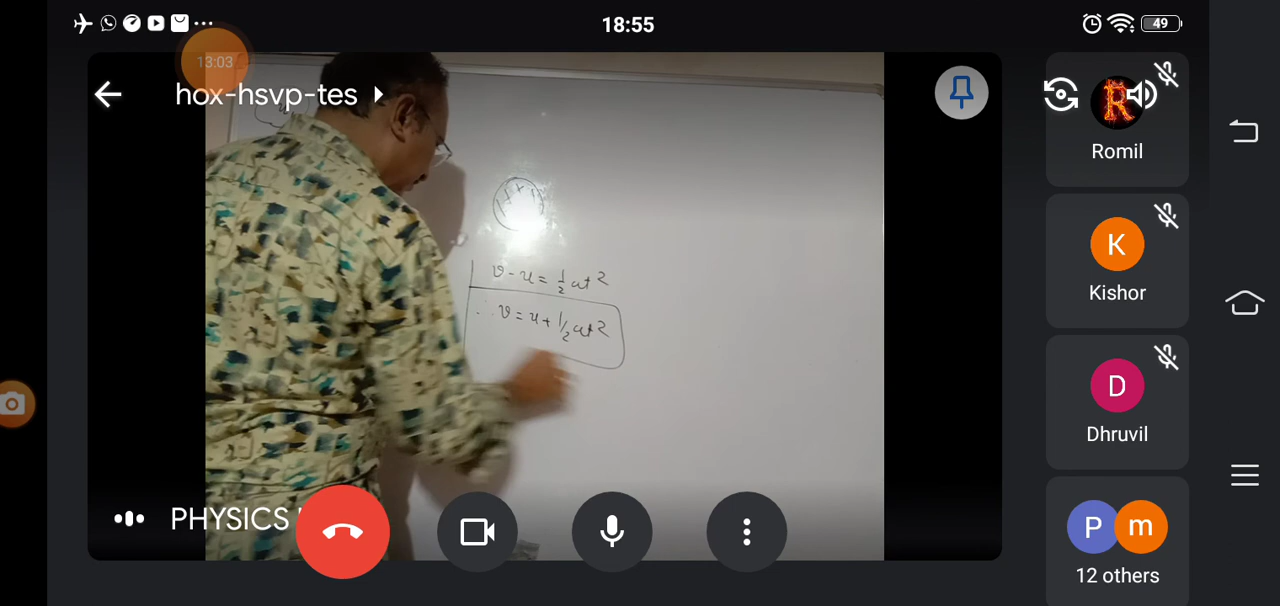 18:55
49
13:03
hox-hsvp-tes
Romil
Kishor
K
Dhruvil
D
v - u = 1/2 at²
∴ v = u + 1/2 at²
PHYSICS
P m
12 others